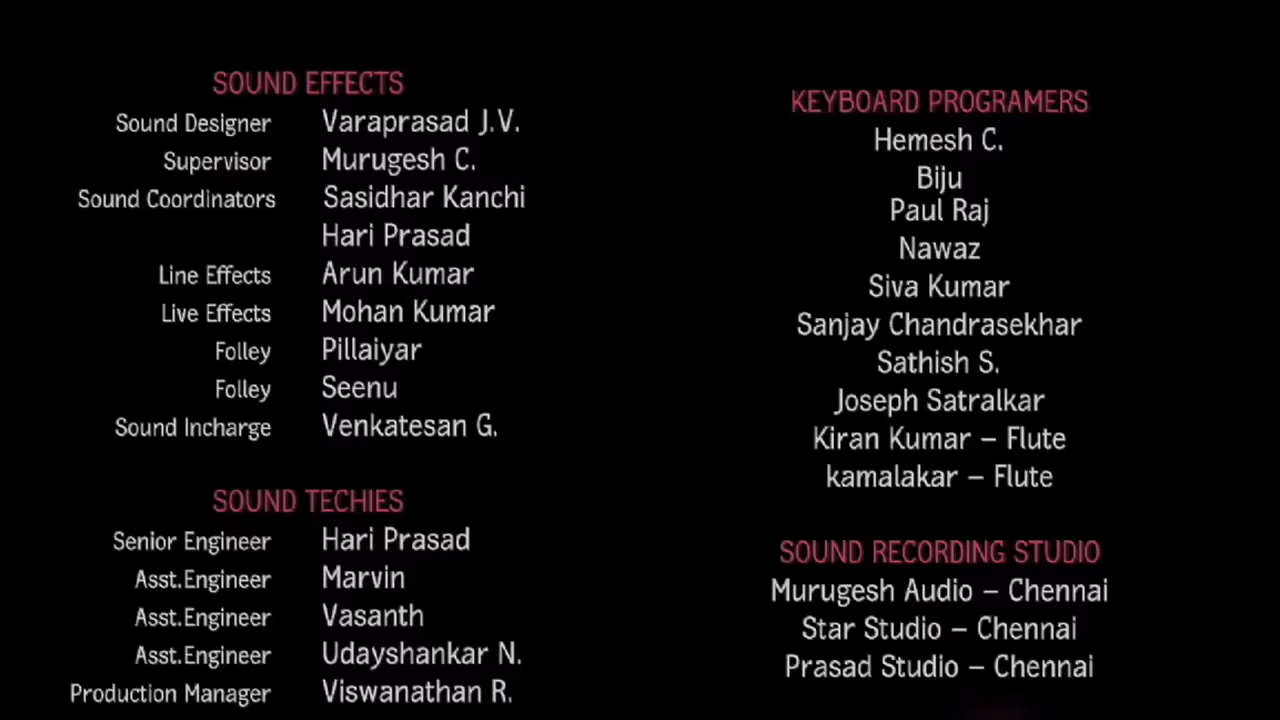 SOUND EFFECTS
Sound Designer Varaprasad J.V.
Supervisor Murugesh C.
Sound Coordinators Sasidhar Kanchi
Hari Prasad
Line Effects Arun Kumar
Live Effects Mohan Kumar
Folley Pillaiyar
Folley Seenu
Sound Incharge Venkatesan G.
SOUND TECHIES
Senior Engineer Hari Prasad
Asst.Engineer Marvin
Asst.Engineer Vasanth
Asst.Engineer Udayshankar N.
Production Manager Viswanathan R.
KEYBOARD PROGRAMERS
Hemesh C.
Biju
Paul Raj
Nawaz
Siva Kumar
Sanjay Chandrasekhar
Sathish S.
Joseph Satralkar
Kiran Kumar – Flute
kamalakar – Flute
SOUND RECORDING STUDIO
Murugesh Audio – Chennai
Star Studio – Chennai
Prasad Studio – Chennai